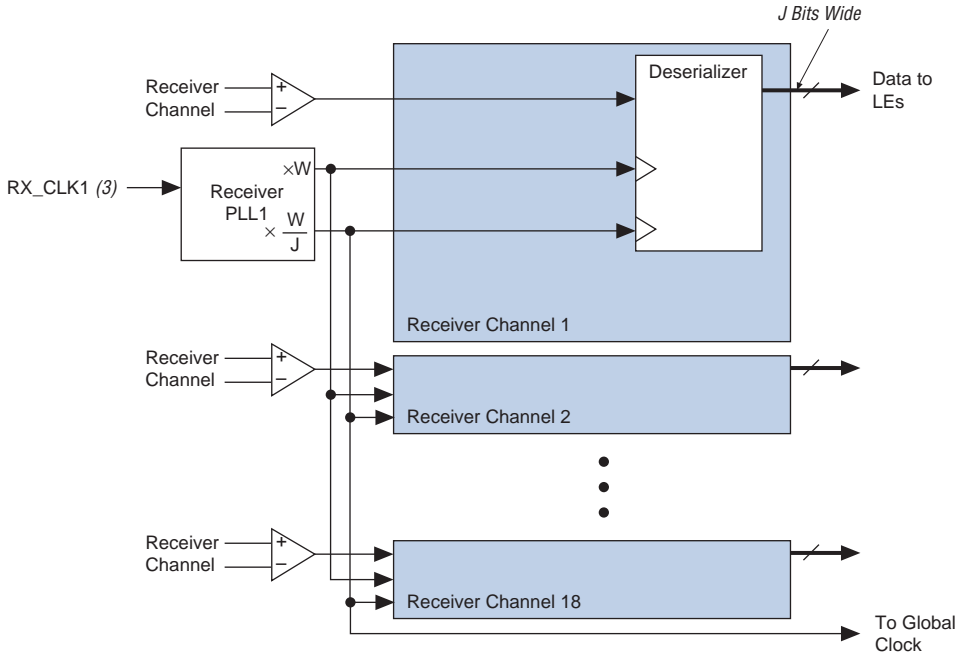 J Bits Wide
Deserializer
Receiver
Channel
+
−
Data to
LEs
×W
RX_CLK1 (3)
Receiver
PLL1
× W
J
Receiver Channel 1
Receiver
Channel
+
−
Receiver Channel 2
Receiver
Channel
+
−
Receiver Channel 18
To Global
Clock